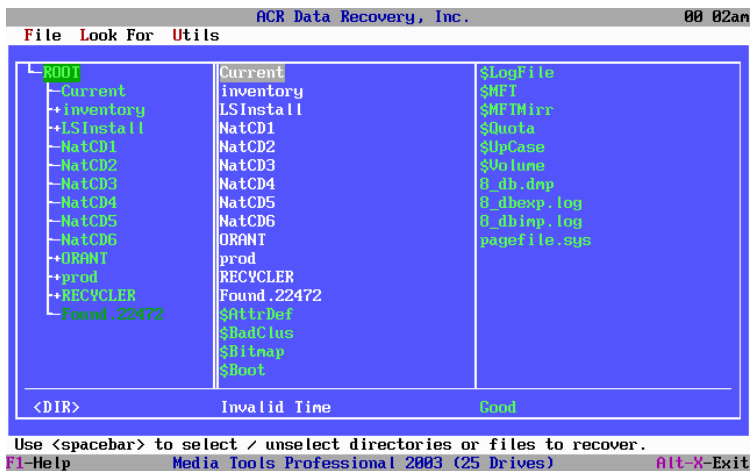 ACR Data Recovery, Inc. 00 02am
File Look For Utils
ROOT Current $LogFile
Current inventory $MFT
inventory LSInstall $MFTMirr
LSInstall NatCD1 $Quota
NatCD1 NatCD2 $UpCase
NatCD2 NatCD3 $Volume
NatCD3 NatCD4 8_db.dmp
NatCD4 NatCD5 8_dbexp.log
NatCD5 NatCD6 8_dbimp.log
NatCD6 ORANT pagefile.sys
ORANT prod
prod RECYCLER
RECYCLER Found.22472
Found.22472 $AttrDef
$BadClus
$Bitmap
$Boot
<DIR> Invalid Time Good
Use <spacebar> to select / unselect directories or files to recover.
F1-Help Media Tools Professional 2003 (25 Drives) Alt-X-Exit